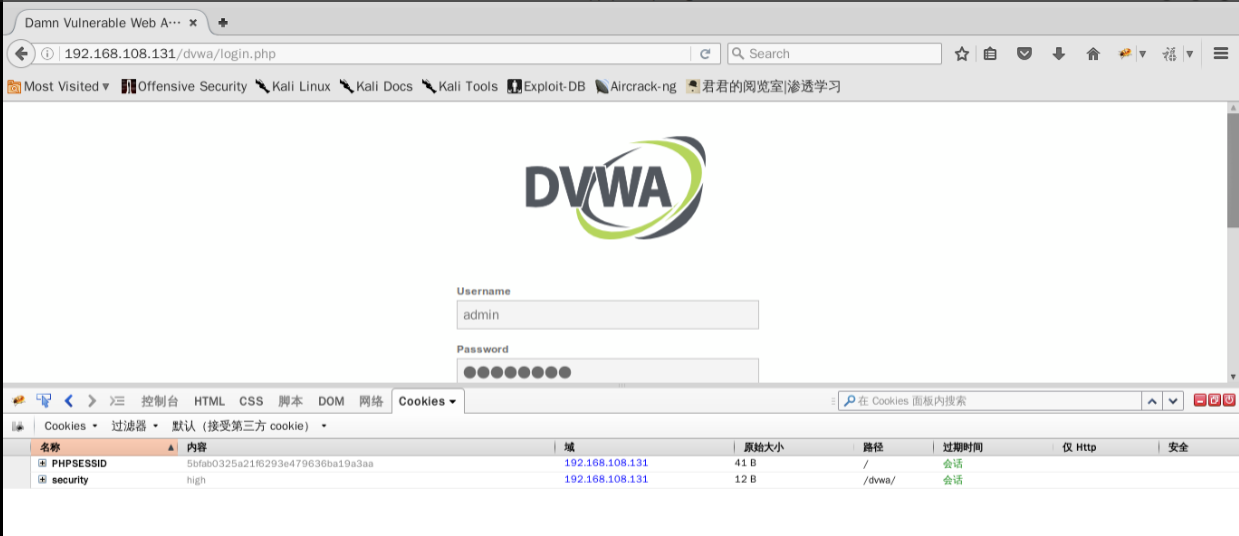 Damn Vulnerable Web A···
192.168.108.131/dvwa/login.php Search
Most Visited Offensive Security Kali Linux Kali Docs Kali Tools Exploit-DB Aircrack-ng 君君的阅览室|渗透学习
DVWA
Username
admin
Password
控制台 HTML CSS 脚本 DOM 网络 Cookies 在 Cookies 面板内搜索
Cookies 过滤器 默认（接受第三方 cookie）
名称 内容 域 原始大小 路径 过期时间 仅 Http 安全
PHPSESSID 5bfab0325a21f6293e479636ba19a3aa 192.168.108.131 41 B / 会话
security high 192.168.108.131 12 B /dvwa/ 会话